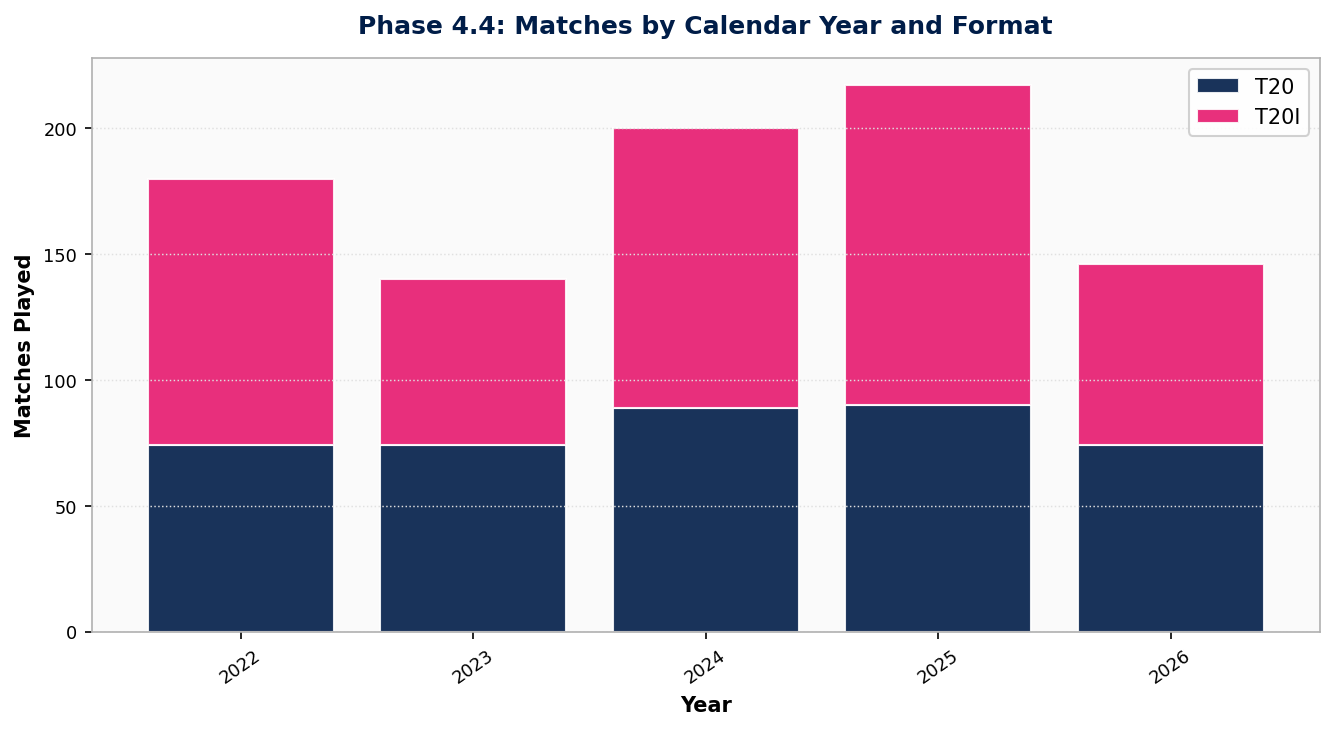 Phase 4.4: Matches by Calendar Year and Format
T20
T20I
Matches Played
200
150
100
50
0
2022
2023
2024
2025
2026
Year